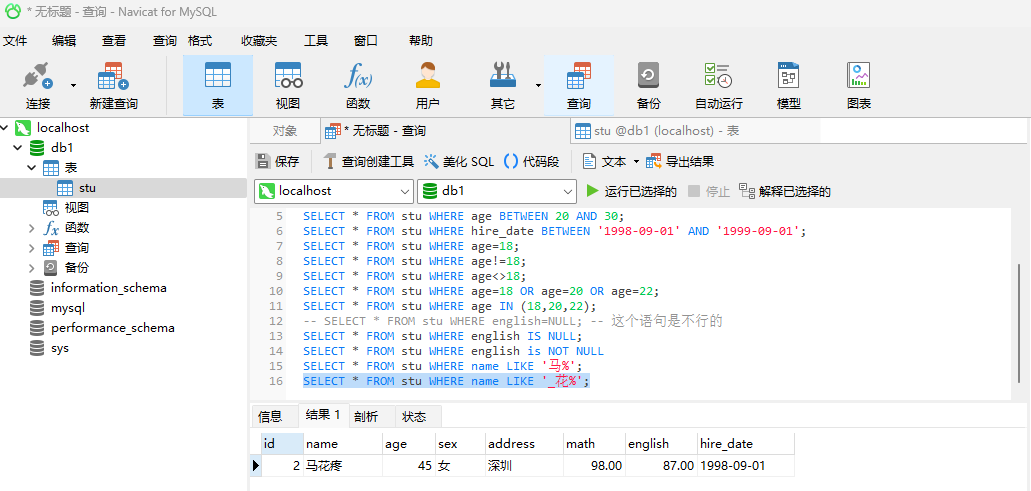 * 无标题 - 查询 - Navicat for MySQL
文件 编辑 查看 查询 格式 收藏夹 工具 窗口 帮助
连接 新建查询 表 视图 函数 用户 其它 查询 备份 自动运行 模型 图表
localhost
db1
表
stu
视图
函数
查询
备份
information_schema
mysql
performance_schema
sys
对象 * 无标题 - 查询 stu @db1 (localhost) - 表
保存 查询创建工具 美化 SQL 代码段 文本 导出结果
localhost db1 运行已选择的 停止 解释已选择的
5 SELECT * FROM stu WHERE age BETWEEN 20 AND 30;
6 SELECT * FROM stu WHERE hire_date BETWEEN '1998-09-01' AND '1999-09-01';
7 SELECT * FROM stu WHERE age=18;
8 SELECT * FROM stu WHERE age!=18;
9 SELECT * FROM stu WHERE age<>18;
10 SELECT * FROM stu WHERE age=18 OR age=20 OR age=22;
11 SELECT * FROM stu WHERE age IN (18,20,22);
12 -- SELECT * FROM stu WHERE english=NULL; -- 这个语句是不行的
13 SELECT * FROM stu WHERE english IS NULL;
14 SELECT * FROM stu WHERE english is NOT NULL
15 SELECT * FROM stu WHERE name LIKE '马%';
16 SELECT * FROM stu WHERE name LIKE '_花%';
信息 结果 1 剖析 状态
id name age sex address math english hire_date
2 马花疼 45 女 深圳 98.00 87.00 1998-09-01